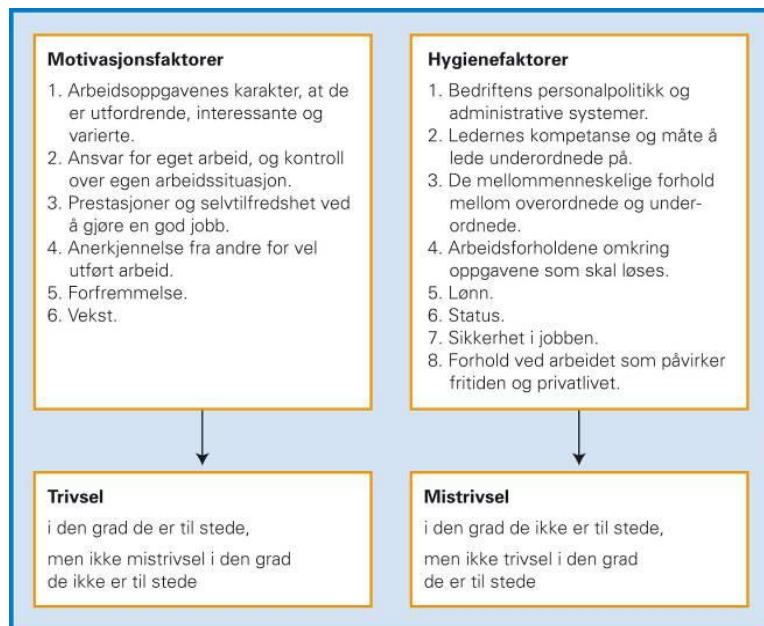 Motivasjonsfaktorer
1. Arbeidsoppgavenes karakter, at de
er utfordrende, interessante og
varierte.
2. Ansvar for eget arbeid, og kontroll
over egen arbeidssituasjon.
3. Prestasjoner og selvtilfredshet ved
å gjøre en god jobb.
4. Anerkjennelse fra andre for vel
utført arbeid.
5. Forfremmelse.
6. Vekst.
Hygienefaktorer
1. Bedriftens personalpolitikk og
administrative systemer.
2. Ledernes kompetanse og måte å
lede underordnede på.
3. De mellommenneskelige forhold
mellom overordnede og under-
ordnede.
4. Arbeidsforholdene omkring
oppgavene som skal løses.
5. Lønn.
6. Status.
7. Sikkerhet i jobben.
8. Forhold ved arbeidet som påvirker
fritiden og privatlivet.
Trivsel
i den grad de er til stede,
men ikke mistrivsel i den grad
de ikke er til stede
Mistrivsel
i den grad de ikke er til stede,
men ikke trivsel i den grad
de er til stede